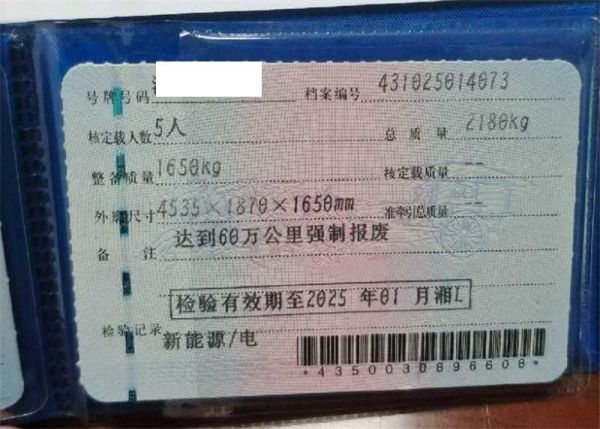 号牌号码 档案编号 431025014073
核定载人数 5人 总质量 2180kg
整备质量 1650kg 核定载质量 --
外廓尺寸 4535×1870×1650mm 准牵引总质量 --
备注 达到60万公里强制报废
检验有效期至2025 年01 月湘L
检验记录 新能源/电
*4350030896608*